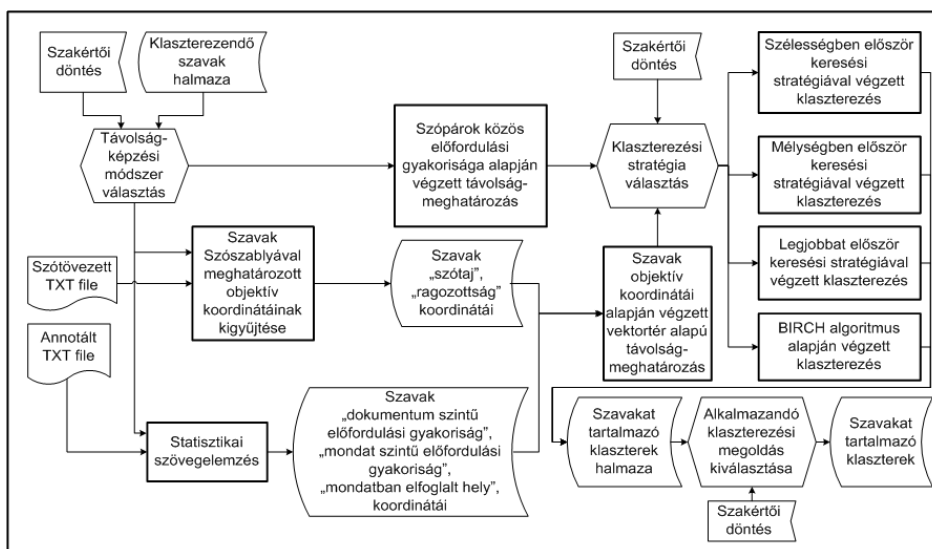 Szakértői
döntés
Klaszterezendő
szavak
halmaza
Távolság-
képzési
módszer
választás
Szópárok közös
előfordulási
gyakorisága alapján
végzett távolság-
meghatározás
Szakértői
döntés
Klaszterezési
stratégia
választás
Szélességben először
keresési
stratégiával végzett
klaszterezés
Mélységben először
keresési
stratégiával végzett
klaszterezés
Legjobbat először
keresési stratégiával
végzett klaszterezés
BIRCH algoritmus
alapján végzett
klaszterezés
Szótövezett
TXT file
Annotált
TXT file
Szavak
Szószablyával
meghatározott
objektív
koordinátáinak
kigyűjtése
Szavak
„szótaj”,
„ragozottság”
koordinátái
Szavak
objektív
koordinátái
alapján végzett
vektortér alapú
távolság-
meghatározás
Statisztikai
szövegelemzés
Szavak
„dokumentum szintű
előfordulási gyakoriság”,
„mondat szintű előfordulási
gyakoriság”,
„mondatban elfoglalt hely”,
koordinátái
Szavakat
tartalmazó
klaszterek
halmaza
Alkalmazandó
klaszterezési
megoldás
kiválasztása
Szavakat
tartalmazó
klaszterek
Szakértői
döntés